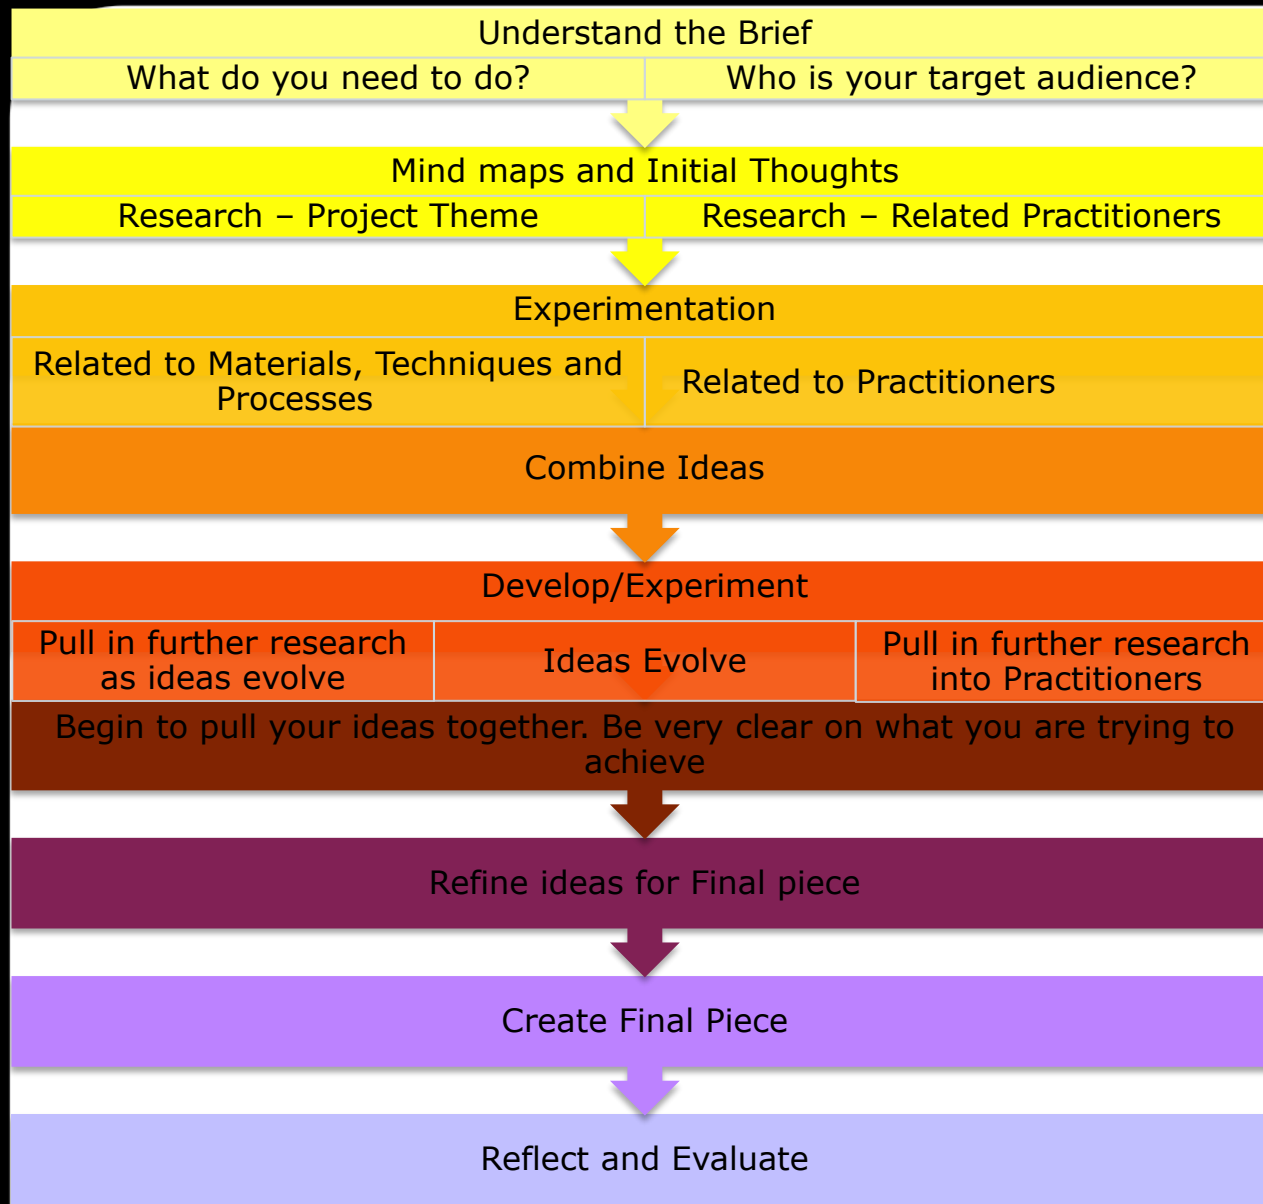 Understand the Brief
What do you need to do?
Who is your target audience?
Mind maps and Initial Thoughts
Research – Project Theme
Research – Related Practitioners
Experimentation
Related to Materials, Techniques and
Processes
Related to Practitioners
Combine Ideas
Develop/Experiment
Pull in further research
as ideas evolve
Ideas Evolve
Pull in further research
into Practitioners
Begin to pull your ideas together. Be very clear on what you are trying to
achieve
Refine ideas for Final piece
Create Final Piece
Reflect and Evaluate